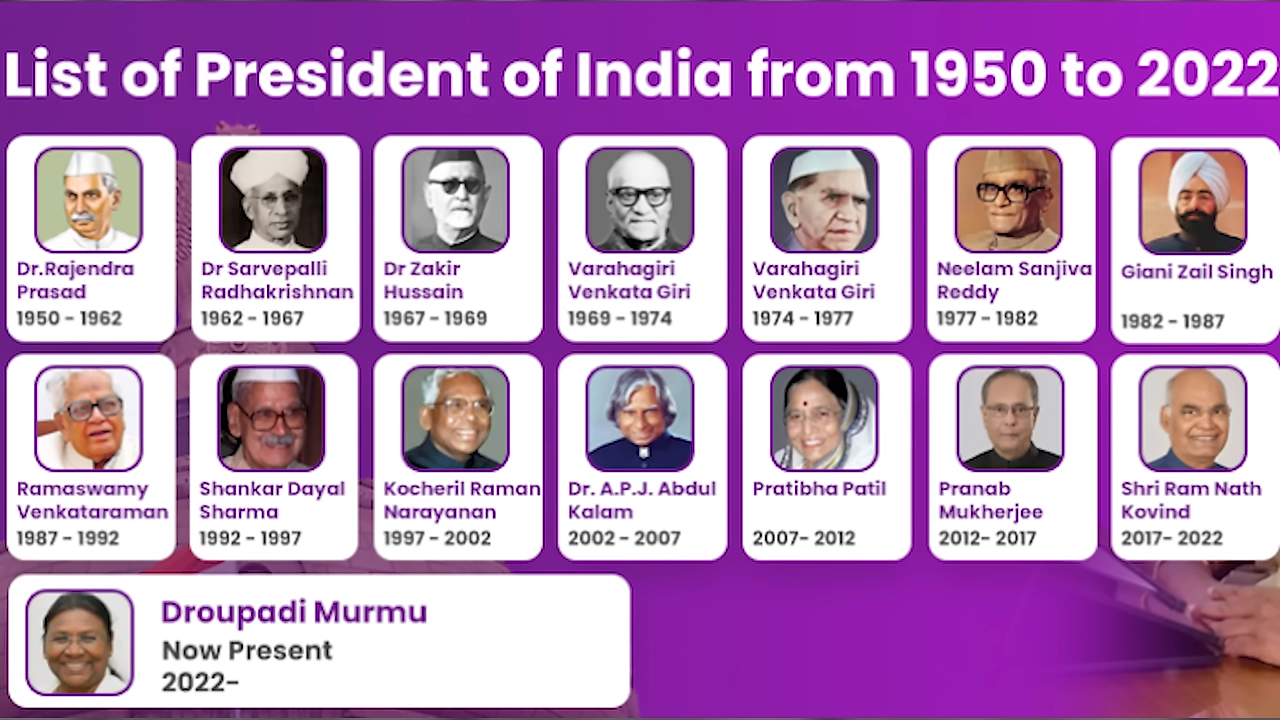 List of President of India from 1950 to 2022
Dr.Rajendra
Prasad
1950 - 1962
Dr Sarvepalli
Radhakrishnan
1962 - 1967
Dr Zakir
Hussain
1967 - 1969
Varahagiri
Venkata Giri
1969 - 1974
Varahagiri
Venkata Giri
1974 - 1977
Neelam Sanjiva
Reddy
1977 - 1982
Giani Zail Singh
1982 - 1987
Ramaswamy
Venkataraman
1987 - 1992
Shankar Dayal
Sharma
1992 - 1997
Kocheril Raman
Narayanan
1997 - 2002
Dr. A.P.J. Abdul
Kalam
2002 - 2007
Pratibha Patil
2007- 2012
Pranab
Mukherjee
2012- 2017
Shri Ram Nath
Kovind
2017- 2022
Droupadi Murmu
Now Present
2022-